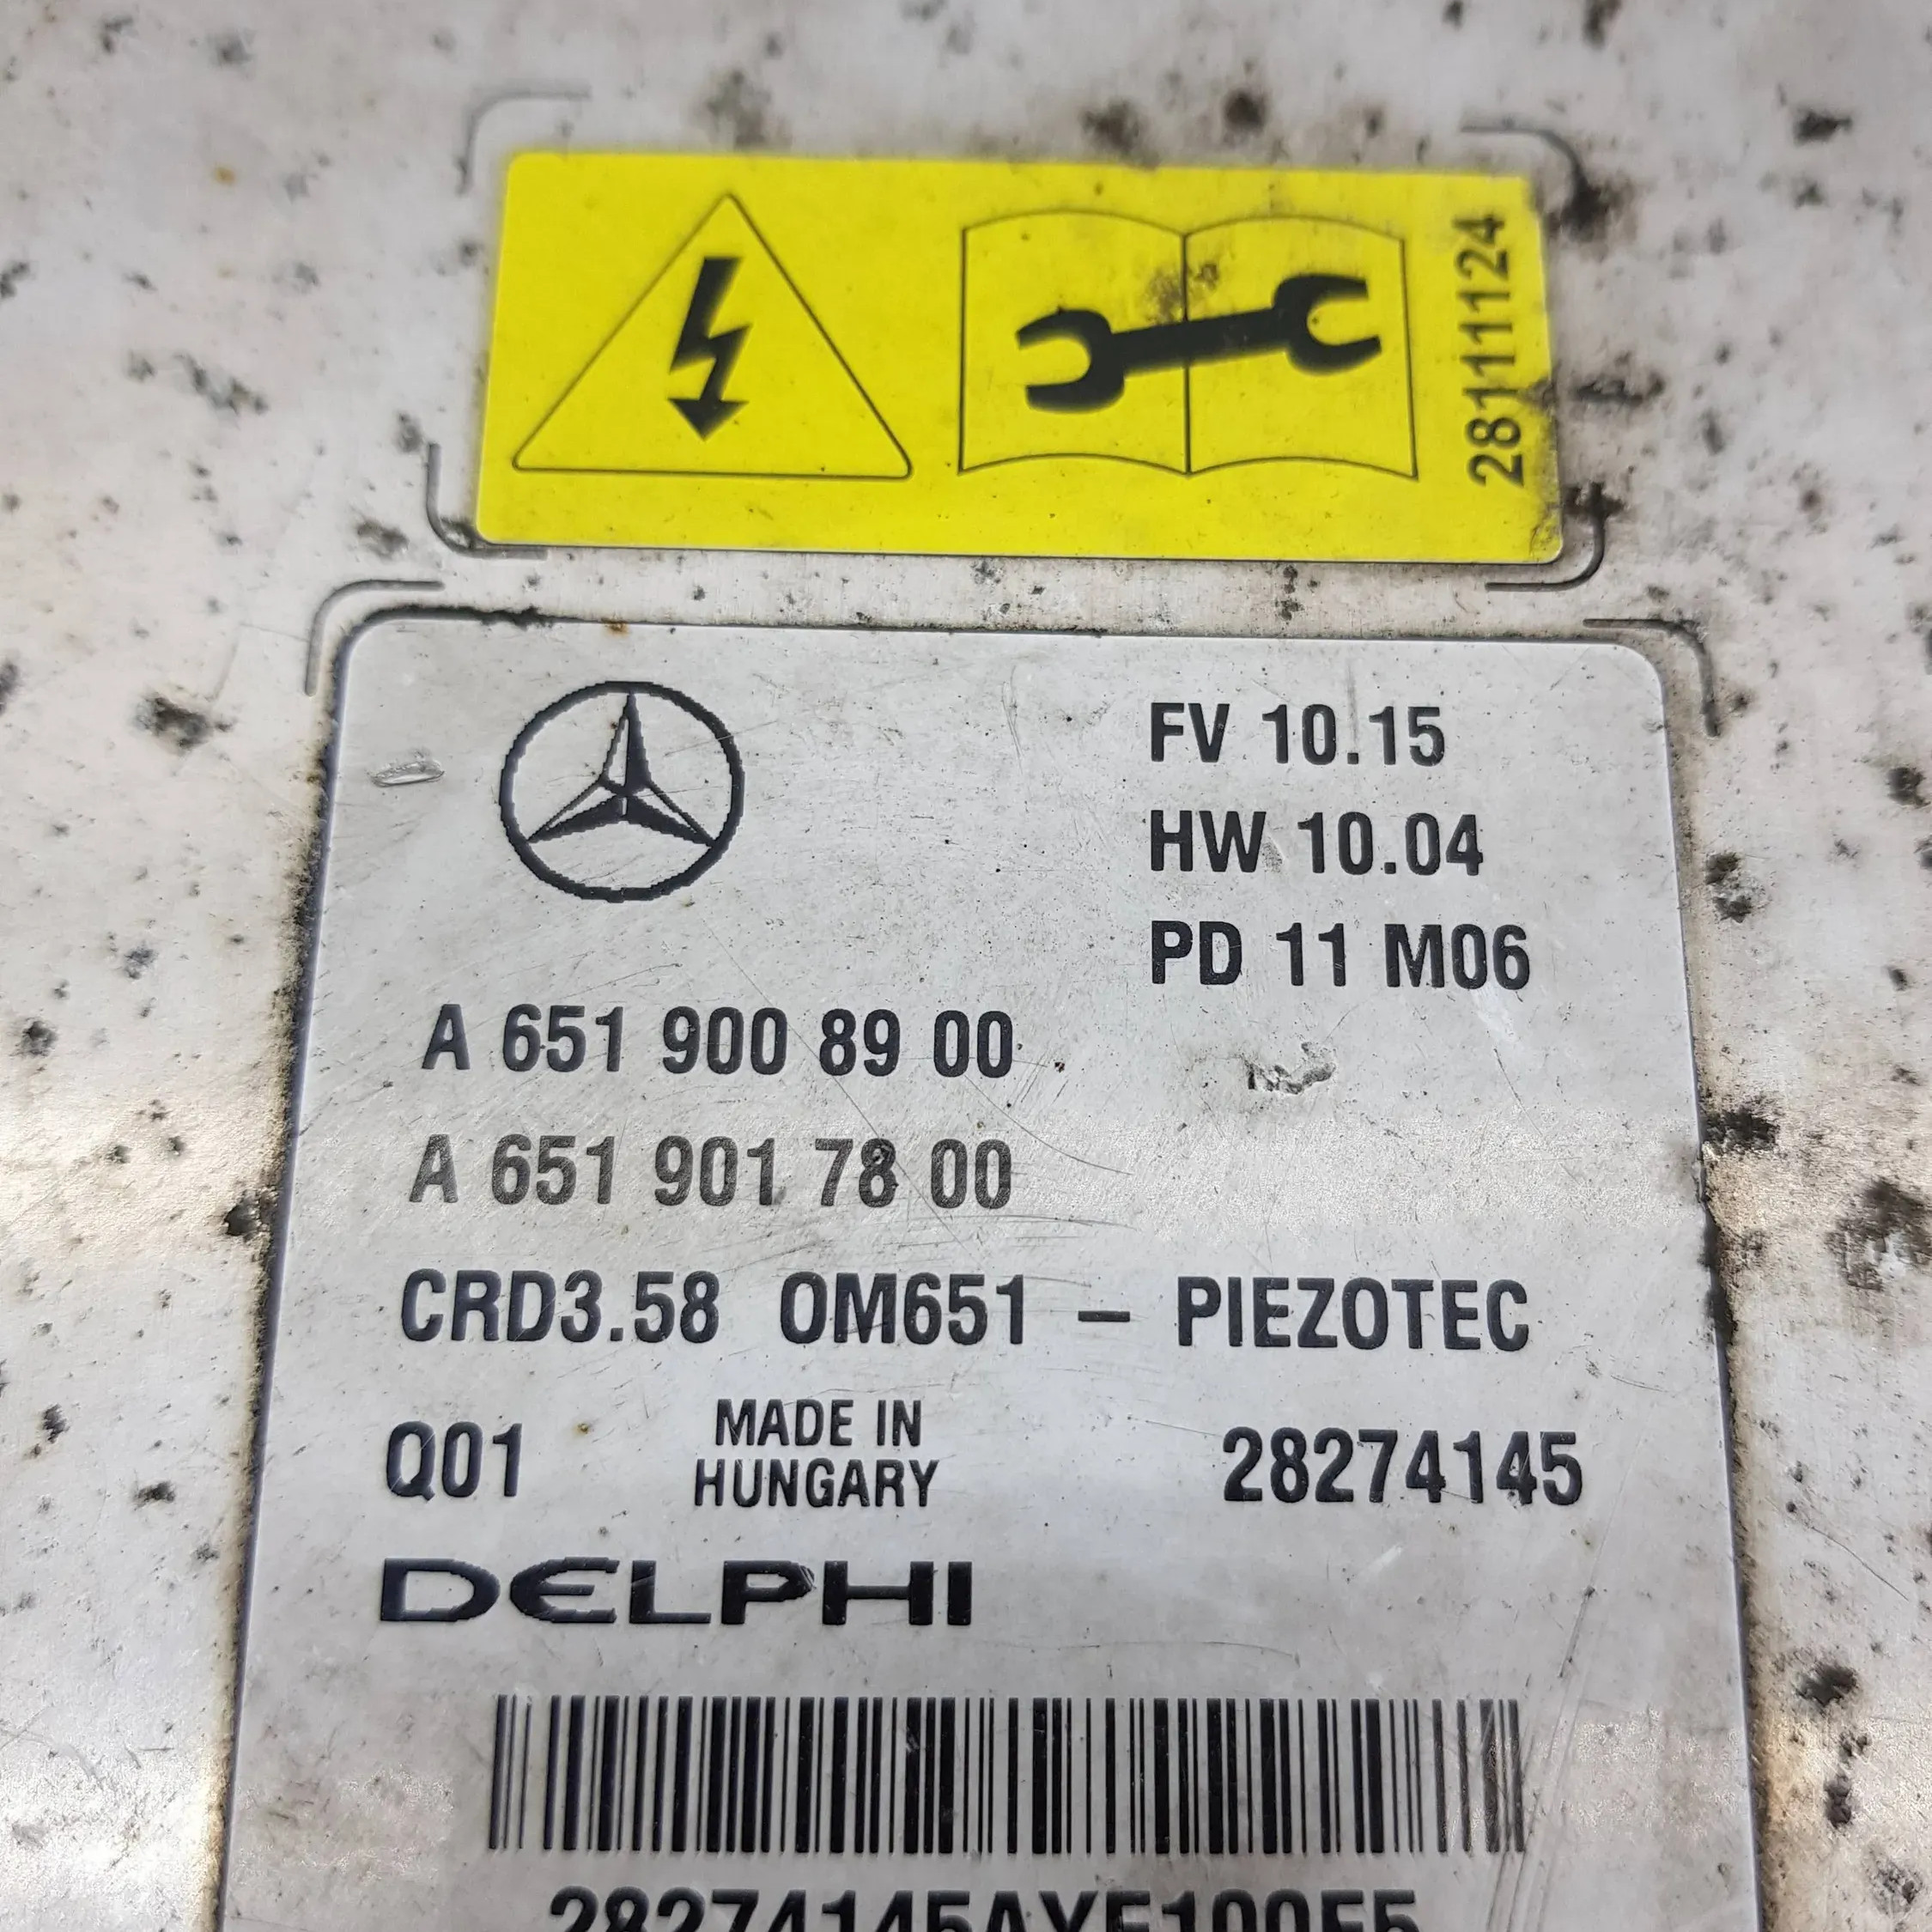 28111124
FV 10.15
HW 10.04
PD 11 M06
A 651 900 89 00
A 651 901 78 00
CRD3.58 OM651 – PIEZOTEC
Q01
MADE IN
HUNGARY
28274145
DELPHI